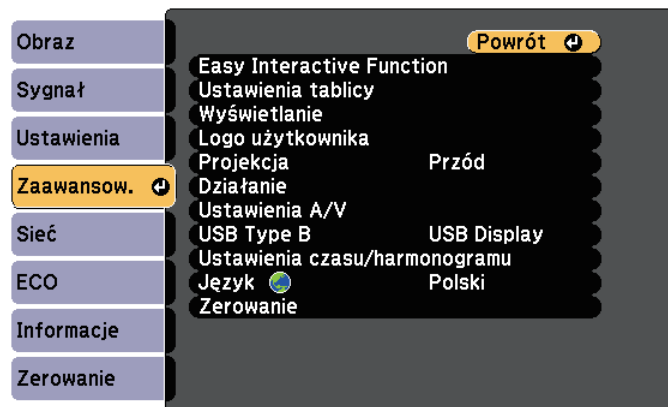 Obraz
Sygnał
Ustawienia
Zaawansow.
Sieć
ECO
Informacje
Zerowanie
Powrót
Easy Interactive Function
Ustawienia tablicy
Wyświetlanie
Logo użytkownika
Projekcja Przód
Działanie
Ustawienia A/V
USB Type B USB Display
Ustawienia czasu/harmonogramu
Język Polski
Zerowanie